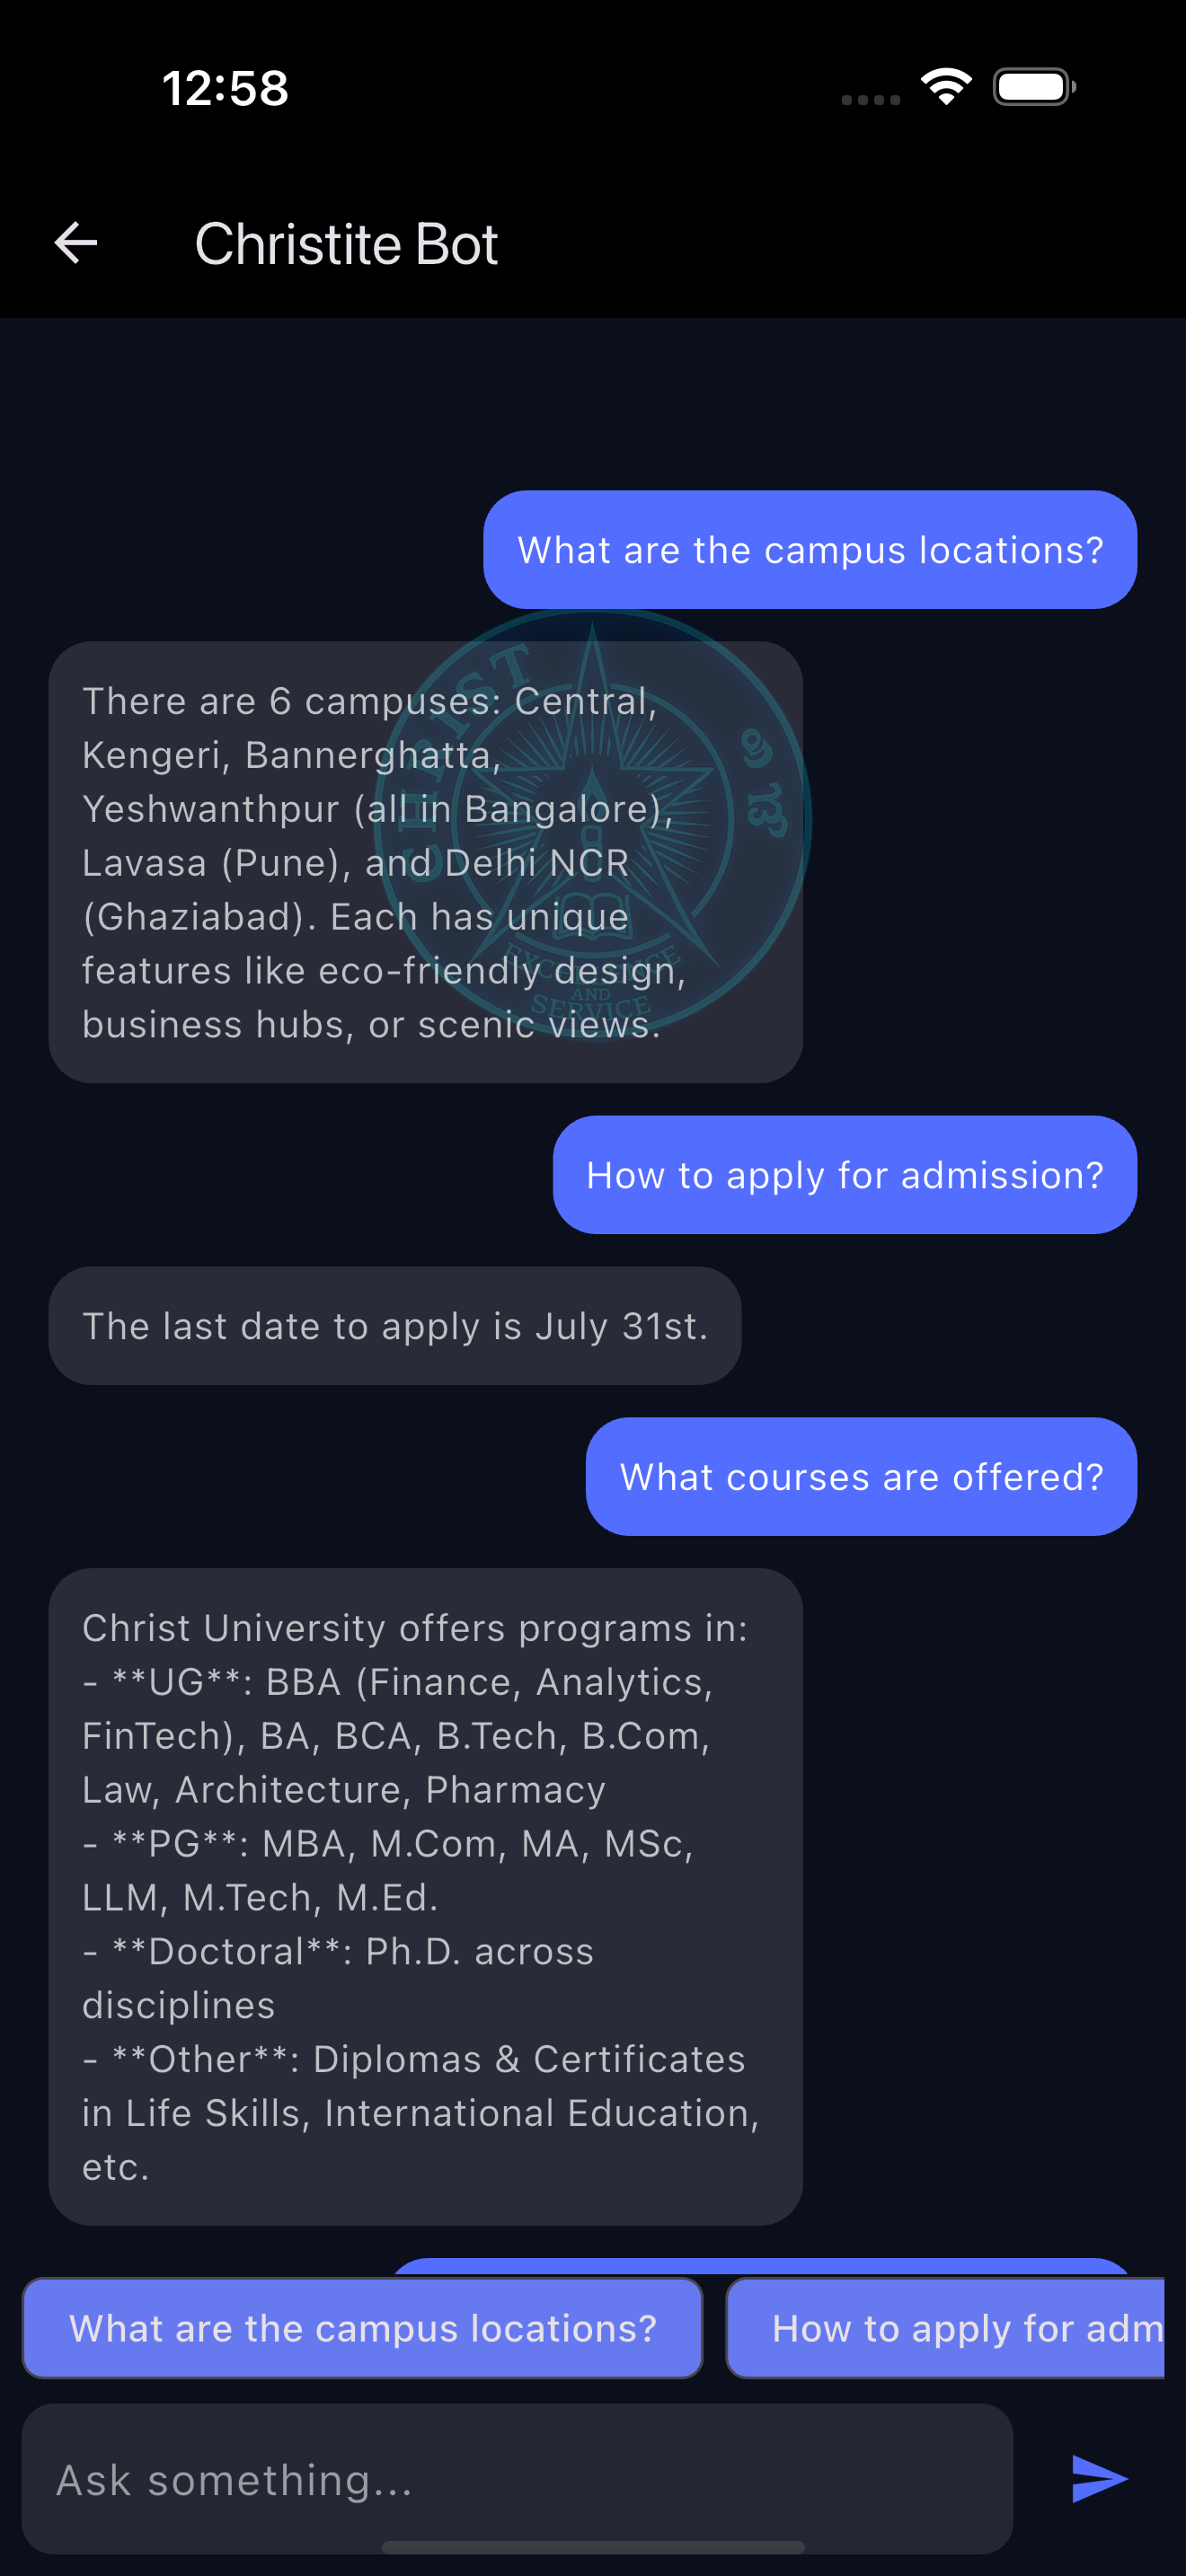 12:58
Christite Bot
What are the campus locations?
There are 6 campuses: Central,
Kengeri, Bannerghatta,
Yeshwanthpur (all in Bangalore),
Lavasa (Pune), and Delhi NCR
(Ghaziabad). Each has unique
features like eco-friendly design,
business hubs, or scenic views.
CHRIST
EXCELLENCE
AND
SERVICE
How to apply for admission?
The last date to apply is July 31st.
What courses are offered?
Christ University offers programs in:
- **UG**: BBA (Finance, Analytics,
FinTech), BA, BCA, B.Tech, B.Com,
Law, Architecture, Pharmacy
- **PG**: MBA, M.Com, MA, MSc,
LLM, M.Tech, M.Ed.
- **Doctoral**: Ph.D. across
disciplines
- **Other**: Diplomas & Certificates
in Life Skills, International Education,
etc.
What are the campus locations?
How to apply for adm
Ask something...